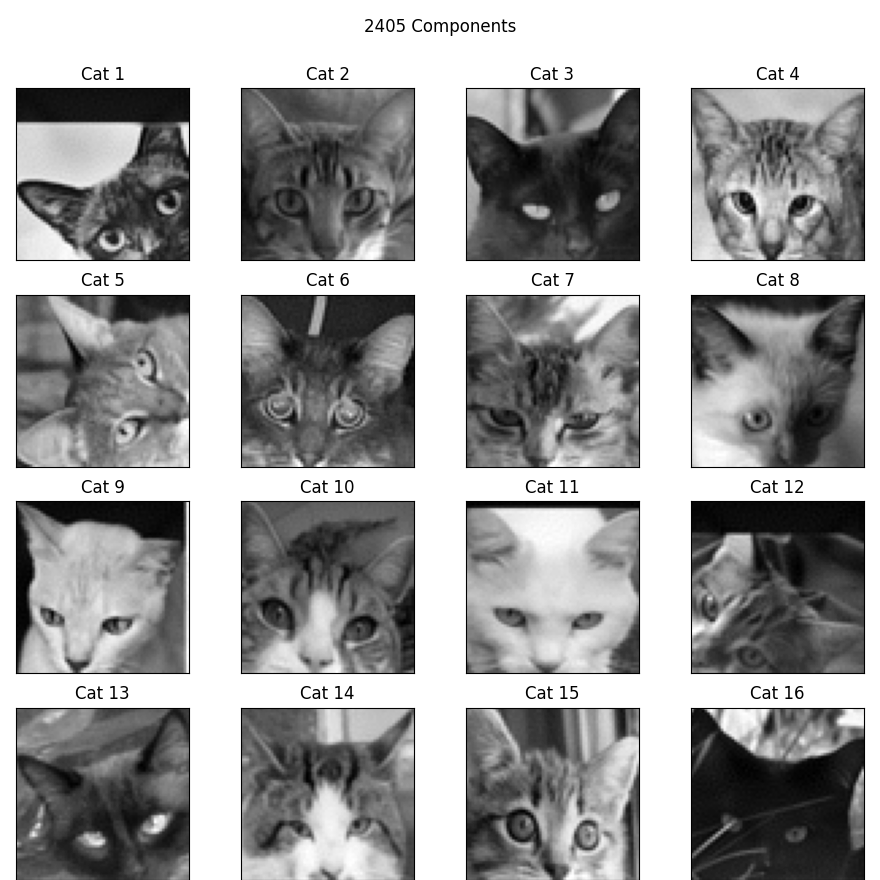 2405 Components
Cat 1 Cat 2 Cat 3 Cat 4
Cat 5 Cat 6 Cat 7 Cat 8
Cat 9 Cat 10 Cat 11 Cat 12
Cat 13 Cat 14 Cat 15 Cat 16